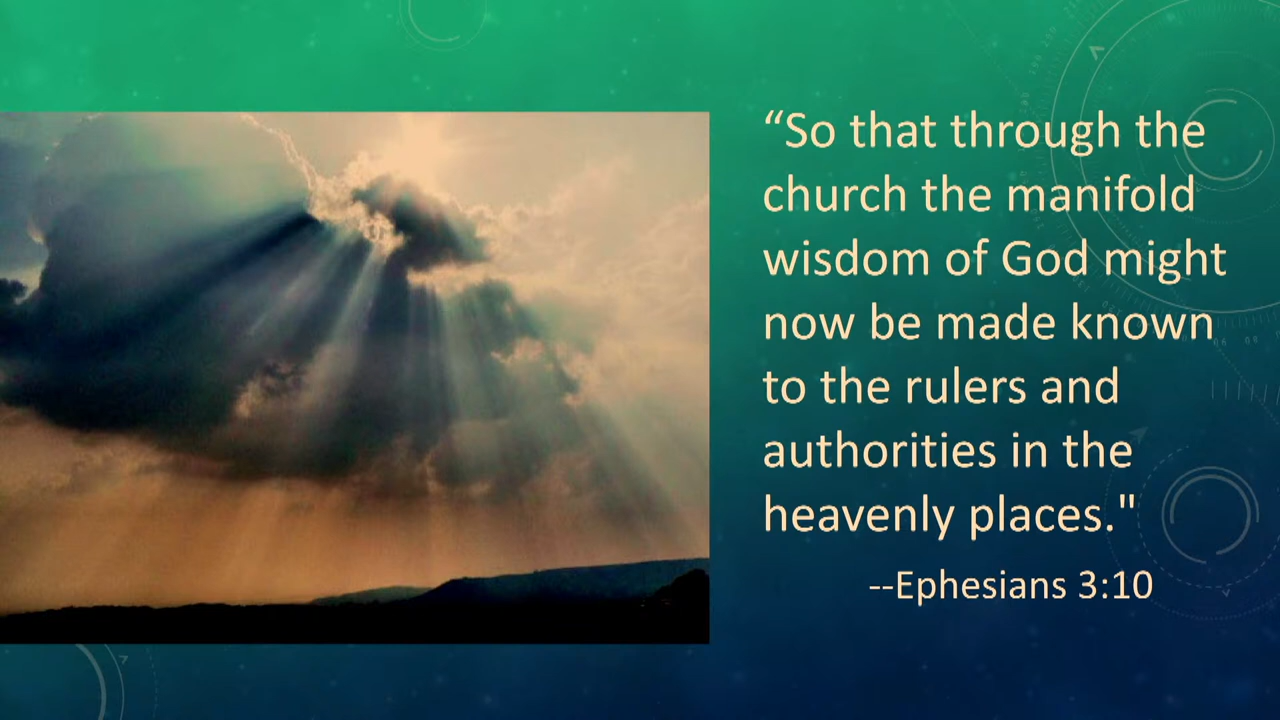 “So that through the
church the manifold
wisdom of God might
now be made known
to the rulers and
authorities in the
heavenly places."
--Ephesians 3:10